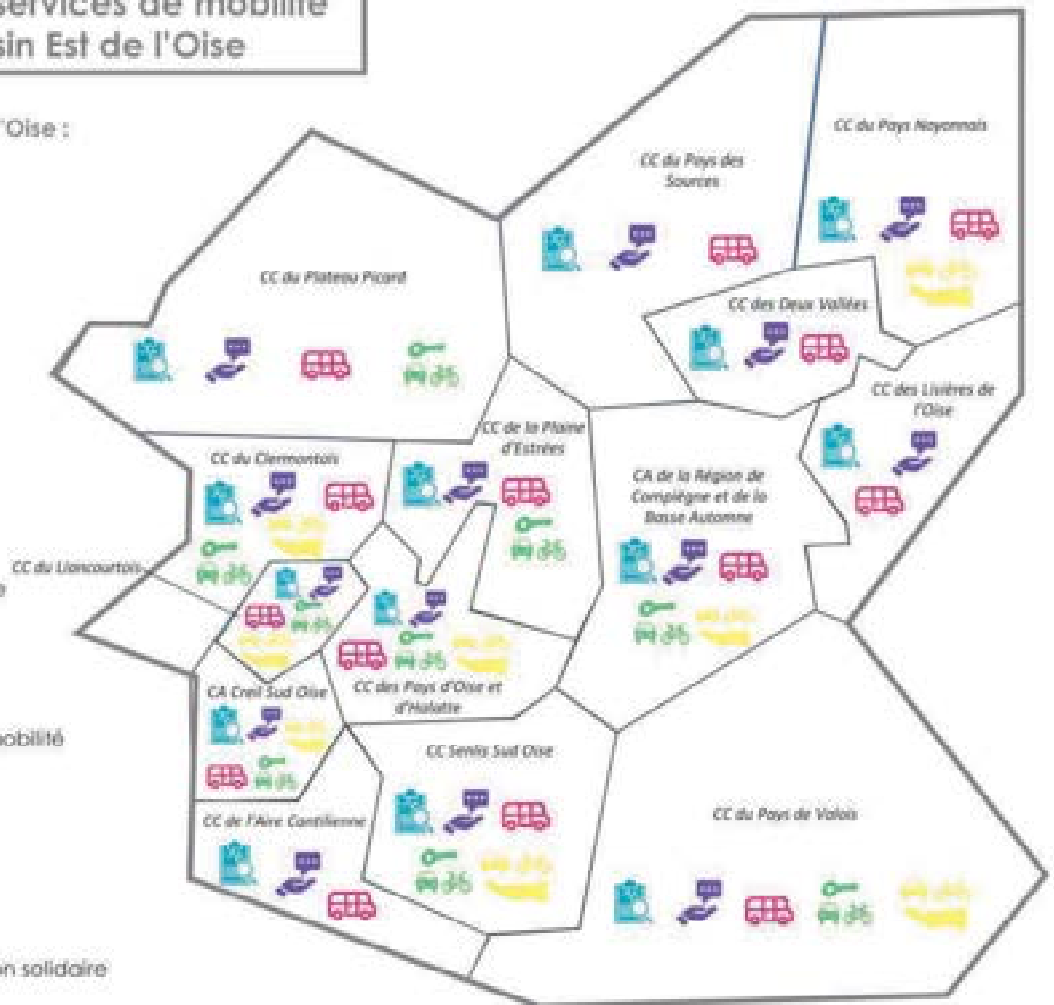 services de mobilité
sin Est de l'Oise
l'Oise :
CC du Pays Noyonnais
CC du Pays des
Sources
CC du Plateau Picard
CC des Deux Vallées
CC des Lisières de
l'Oise
CC de la Plaine
d'Estrées
CC du Clermontois
CA de la Région de
Compiègne et de la
Basse Automne
CC du Liancourtois
e
CC des Pays d'Oise et
d'Halatte
CA Creil Sud Oise
mobilité
CC Senlis Sud Oise
CC de l'Aire Cantilienne
CC du Pays de Valois
on solidaire